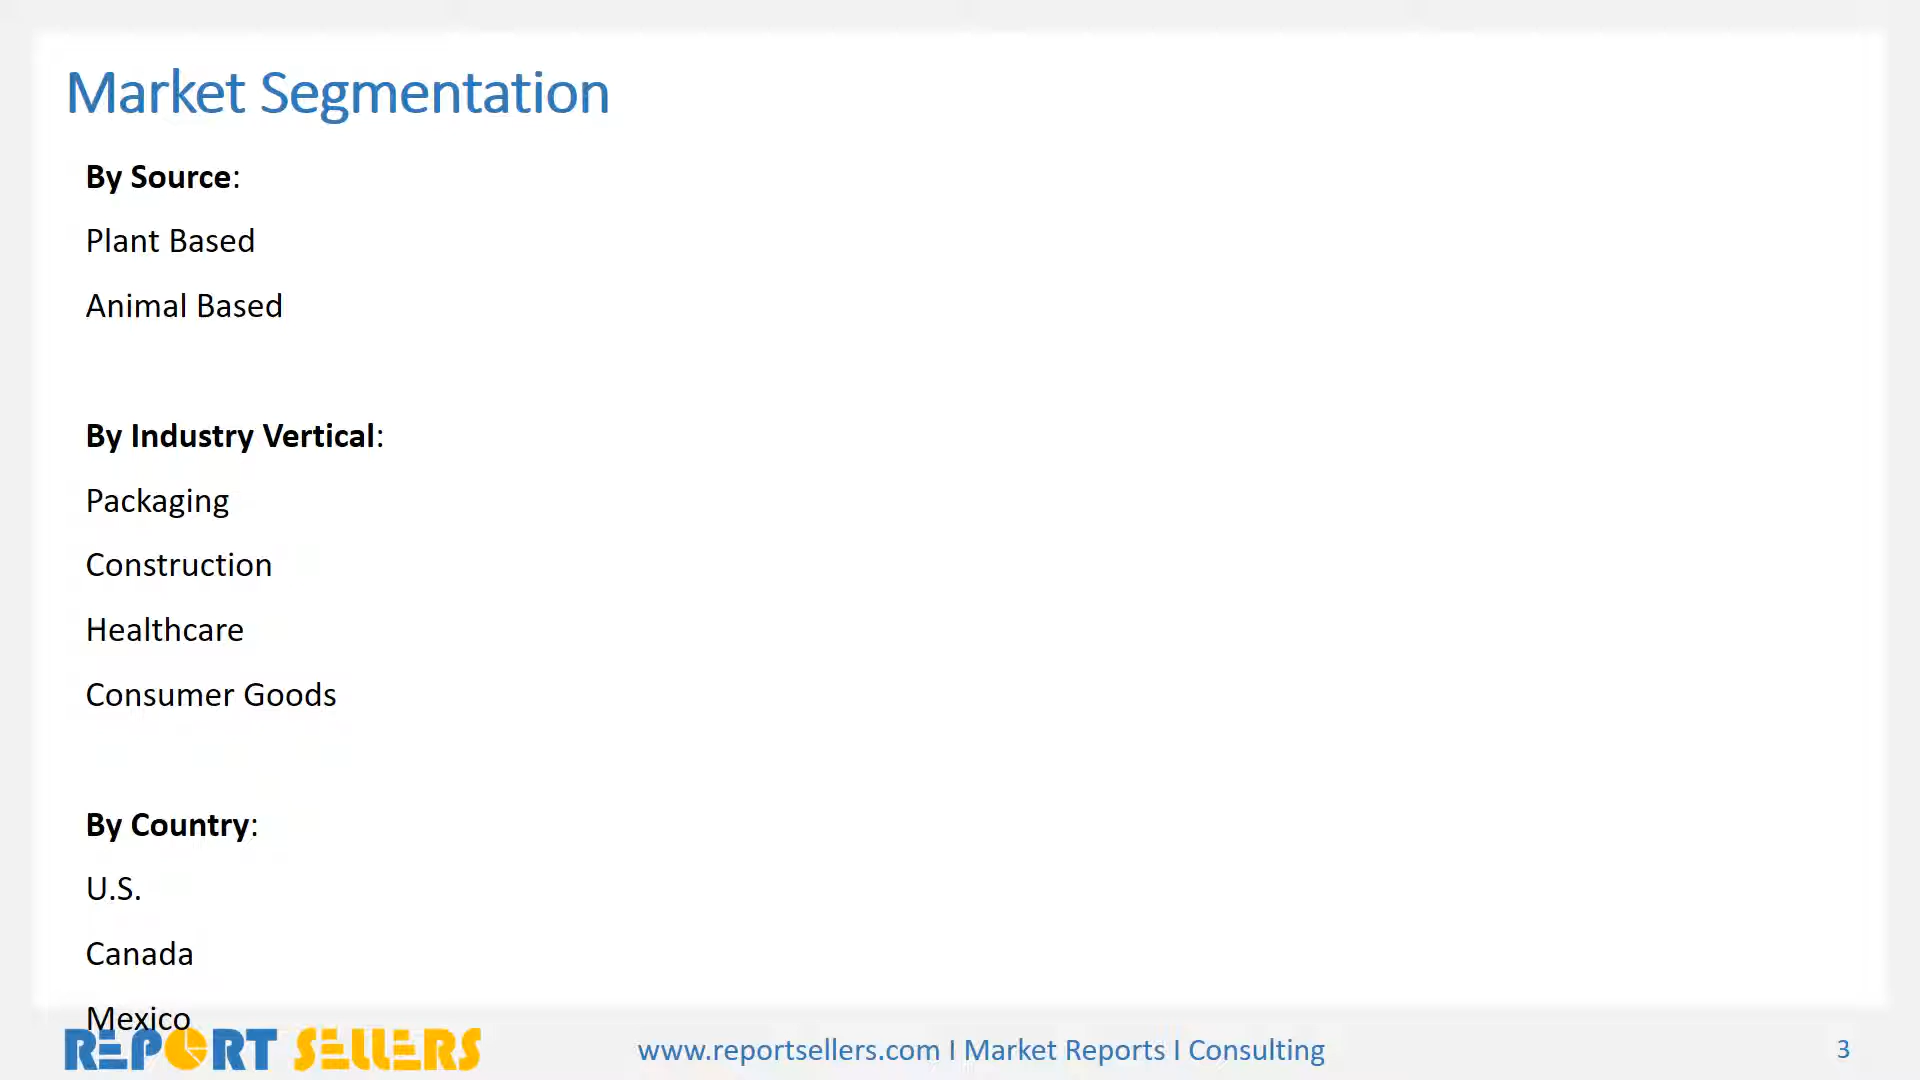 Market Segmentation
By Source:
Plant Based
Animal Based
By Industry Vertical:
Packaging
Construction
Healthcare
Consumer Goods
By Country:
U.S.
Canada
Mexico
REPORT SELLERS
www.reportsellers.com I Market Reports I Consulting
3